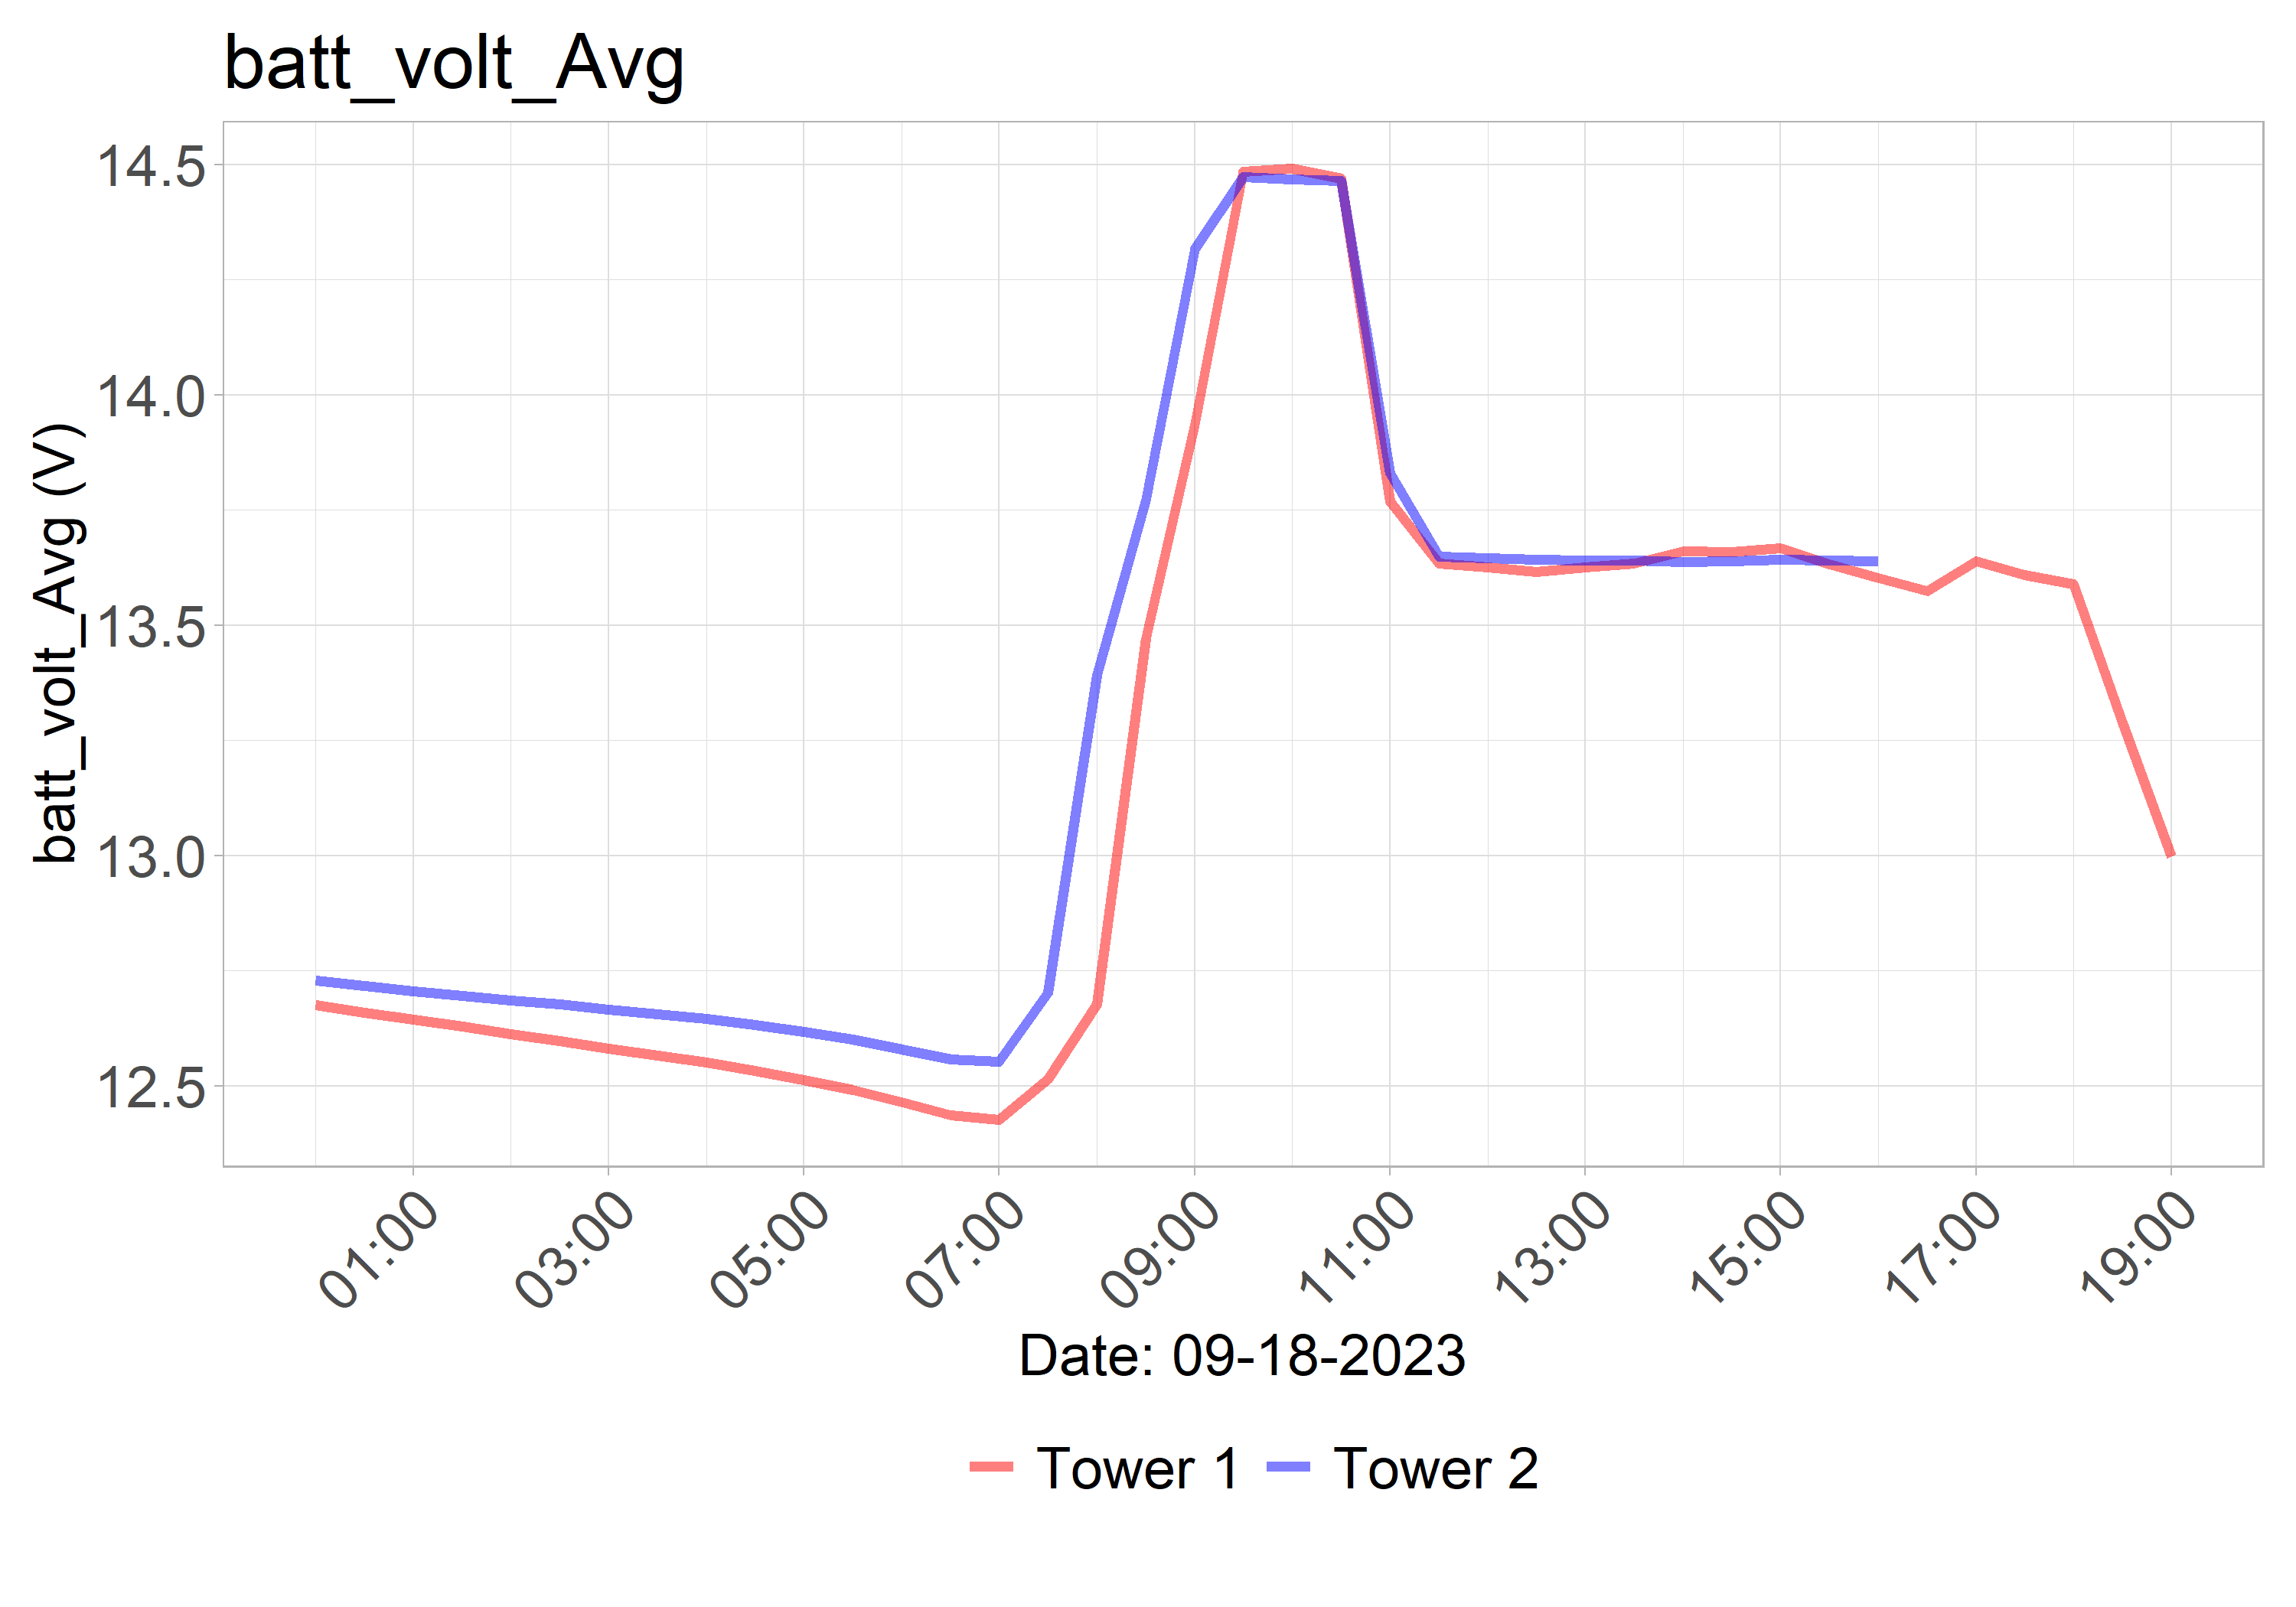 batt_volt_Avg
batt_volt_Avg (V)
14.5
14.0
13.5
13.0
12.5
01:00 03:00 05:00 07:00 09:00 11:00 13:00 15:00 17:00 19:00
Date: 09-18-2023
Tower 1 Tower 2